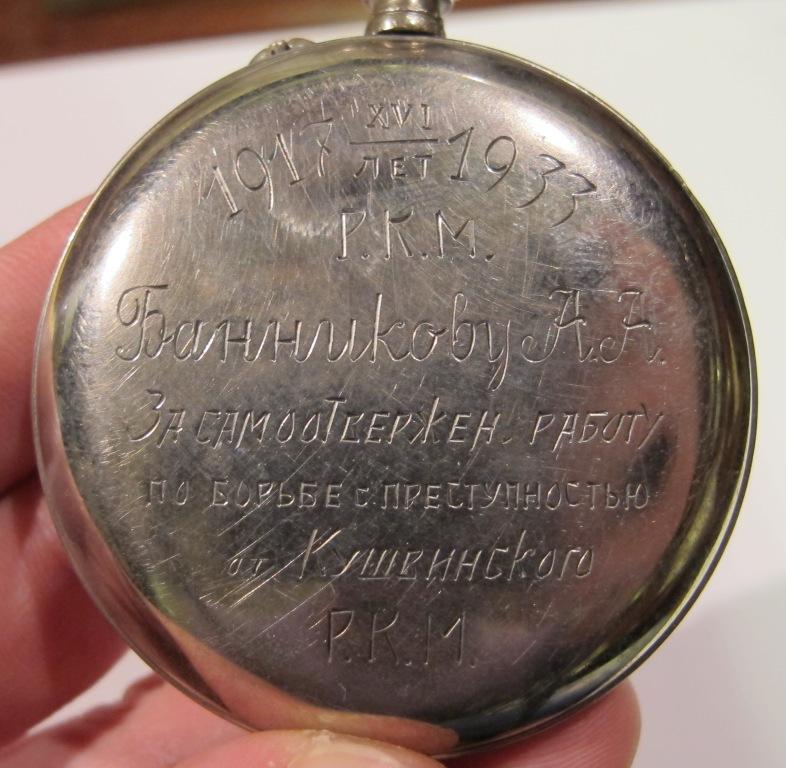 1917 XVI ЛЕТ 1933
Р.К.М.
Банникову А.А.
За самоотвержен. работу
по борьбе с преступностью
от Кушвинского
Р.К.М.